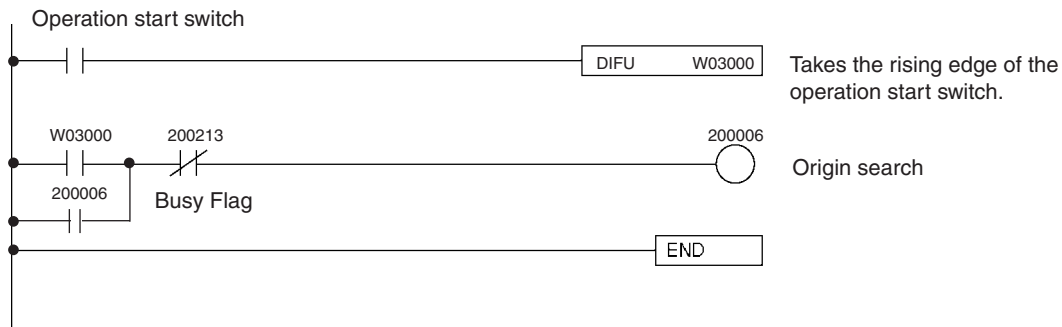 Operation start switch
DIFU W03000
Takes the rising edge of the
operation start switch.
W03000 200213 200006
Origin search
200006
Busy Flag
END